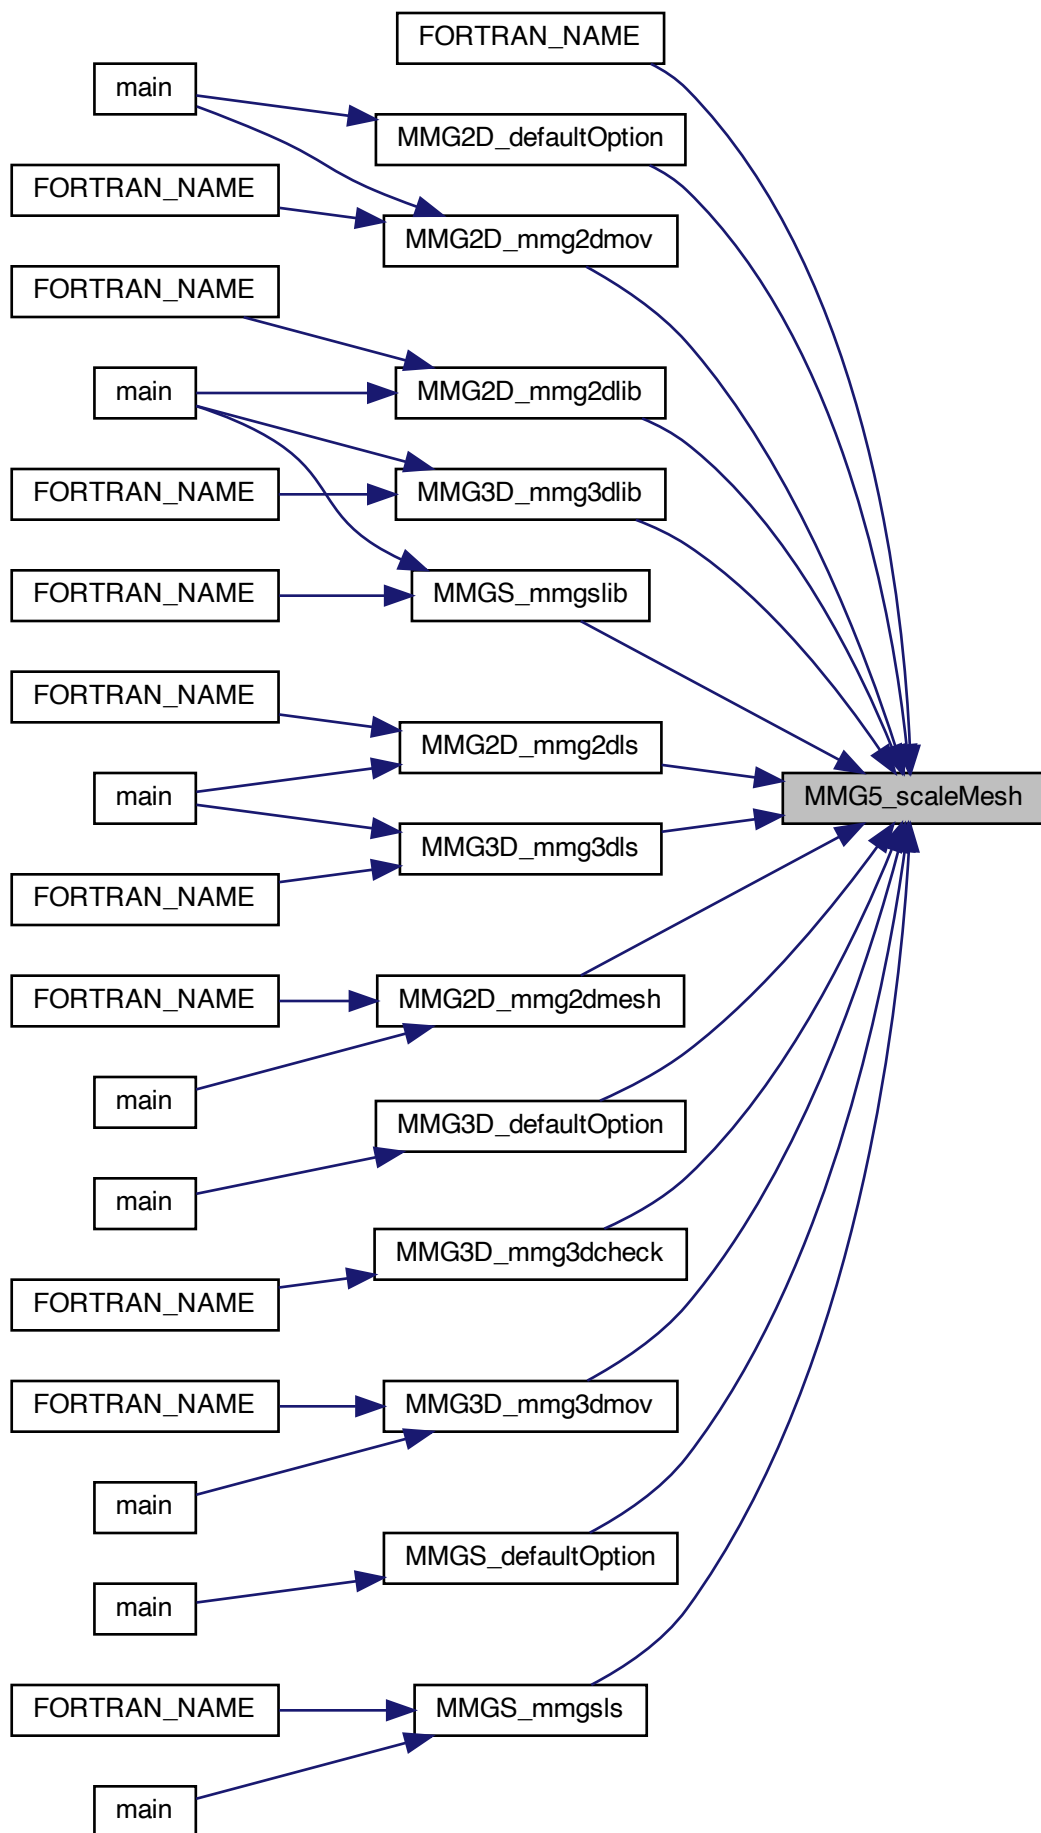 FORTRAN_NAME
main
MMG2D_defaultOption
FORTRAN_NAME
MMG2D_mmg2dmov
FORTRAN_NAME
main
MMG2D_mmg2dlib
FORTRAN_NAME
MMG3D_mmg3dlib
FORTRAN_NAME
MMGS_mmgslib
FORTRAN_NAME
MMG2D_mmg2dls
main
MMG5_scaleMesh
MMG3D_mmg3dls
FORTRAN_NAME
FORTRAN_NAME
MMG2D_mmg2dmesh
main
MMG3D_defaultOption
main
MMG3D_mmg3dcheck
FORTRAN_NAME
FORTRAN_NAME
MMG3D_mmg3dmov
main
MMGS_defaultOption
main
FORTRAN_NAME
MMGS_mmgsls
main